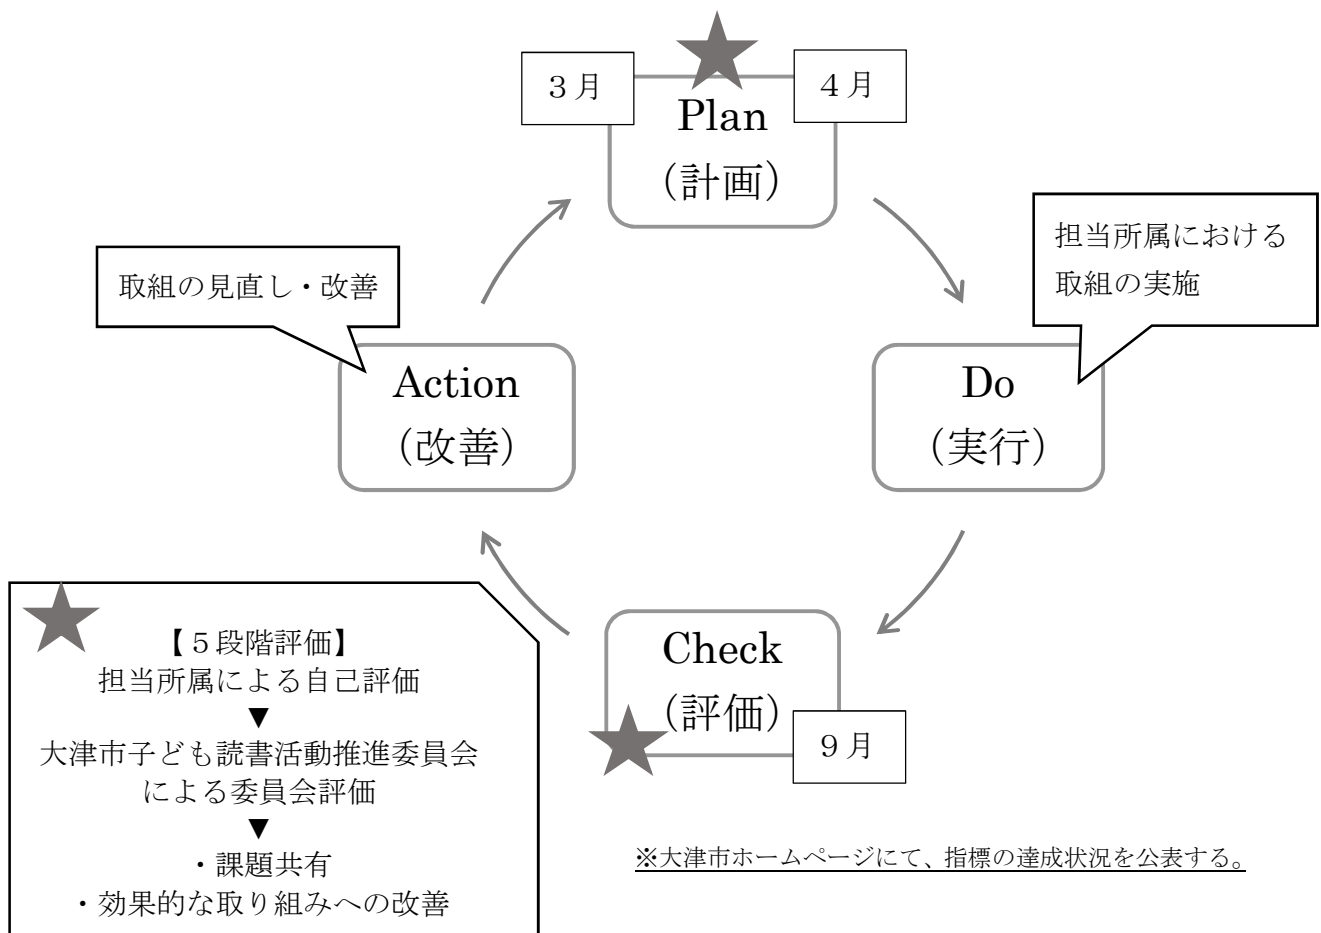 3月
4月
Plan
（計画）
担当所属における
取組の実施
取組の見直し・改善
Action
（改善）
Do
（実行）
【５段階評価】
担当所属による自己評価
▼
大津市子ども読書活動推進委員会
による委員会評価
▼
・課題共有
・効果的な取り組みへの改善
Check
（評価）
９月
※大津市ホームページにて、指標の達成状況を公表する。